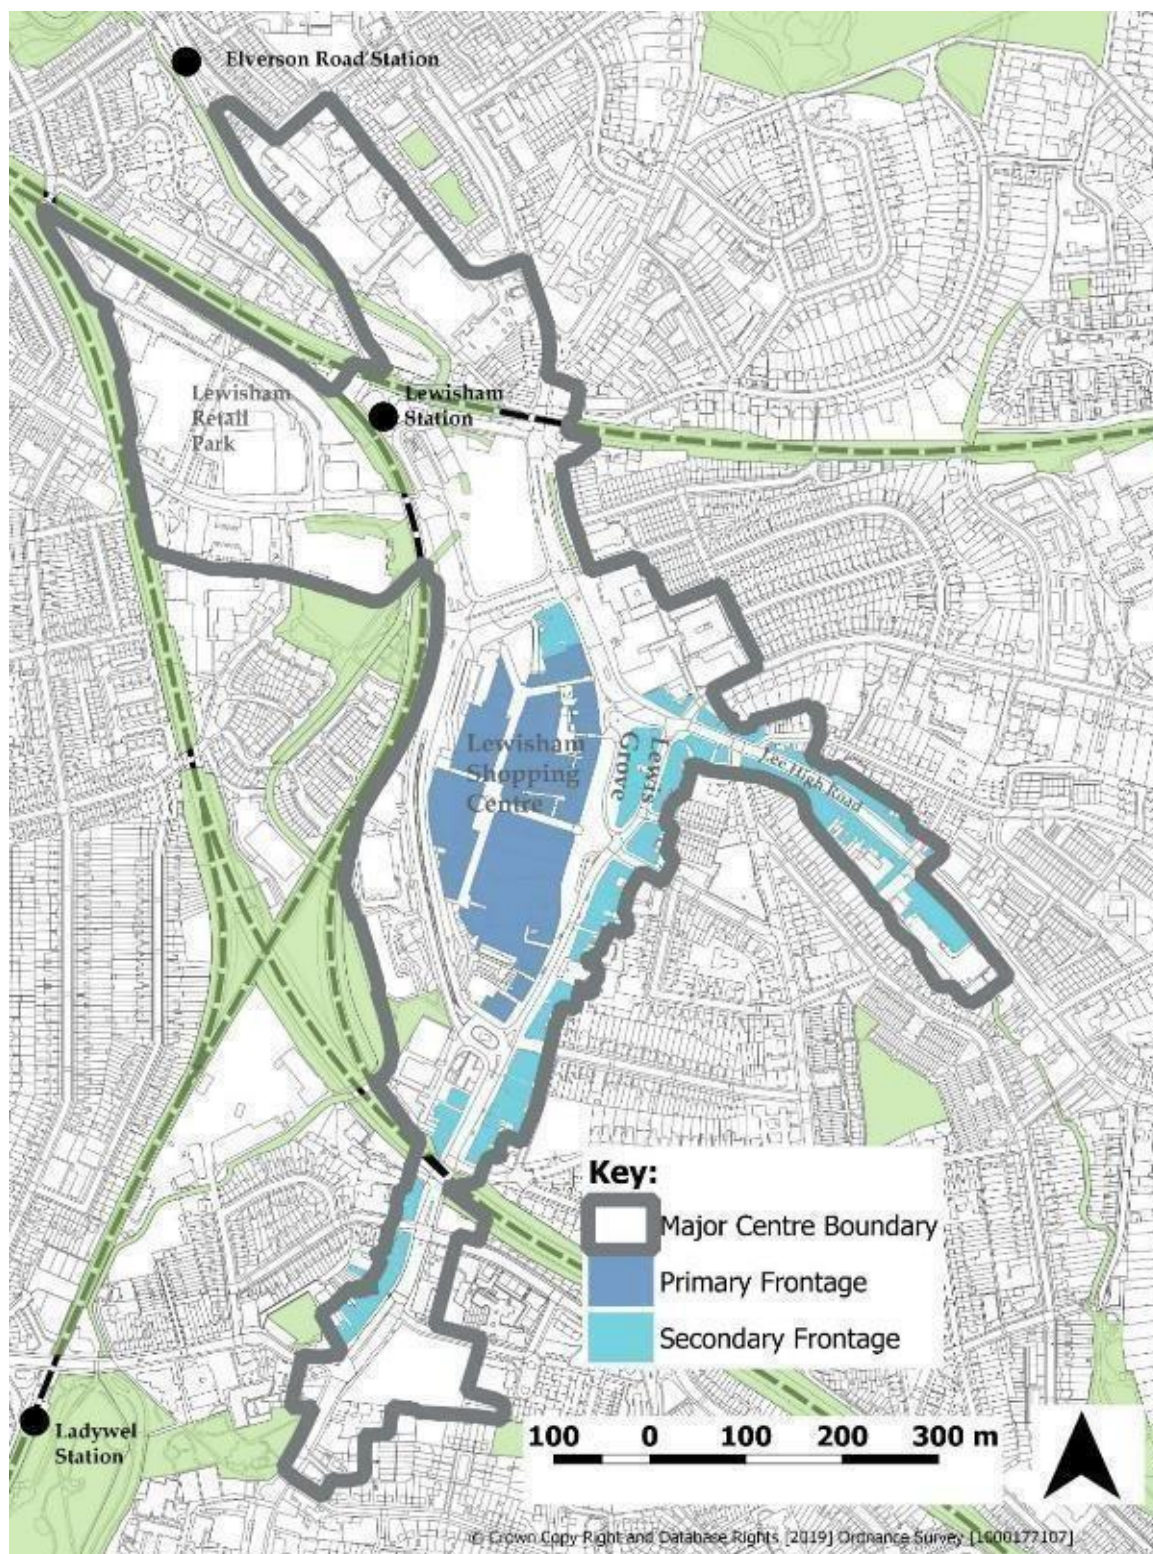 Elverson Road Station
Lewisham
Station
Lewisham
Retail
Park
Lewisham
Shopping
Centre
Lewis
Grove
Lee High Road
Key:
Major Centre Boundary
Primary Frontage
Secondary Frontage
Ladywel
Station
100 0 100 200 300 m
© Crown Copy Right and Database Rights [2019] Ordnance Survey [1000177107]